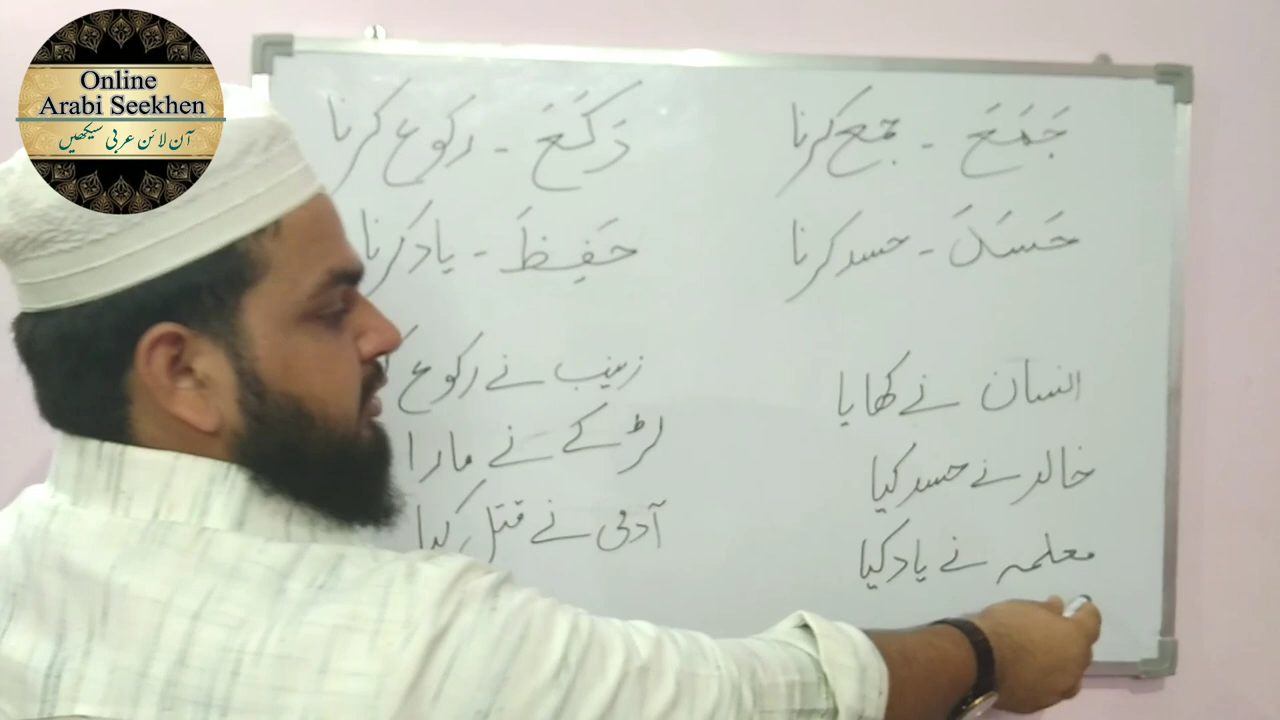 Online
Arabi Seekhen
آن لائن عربی سیکھیں
جَمَعَ - جمع کرنا
رَكَعَ - رکوع کرنا
حَسَدَ - حسد کرنا
حَفِظَ - یاد کرنا
انسان نے کھایا
زینب نے رکوع
خالد نے حسد کیا
لڑکے نے مارا
معلمہ نے یاد کیا
آدمی نے قتل کیا